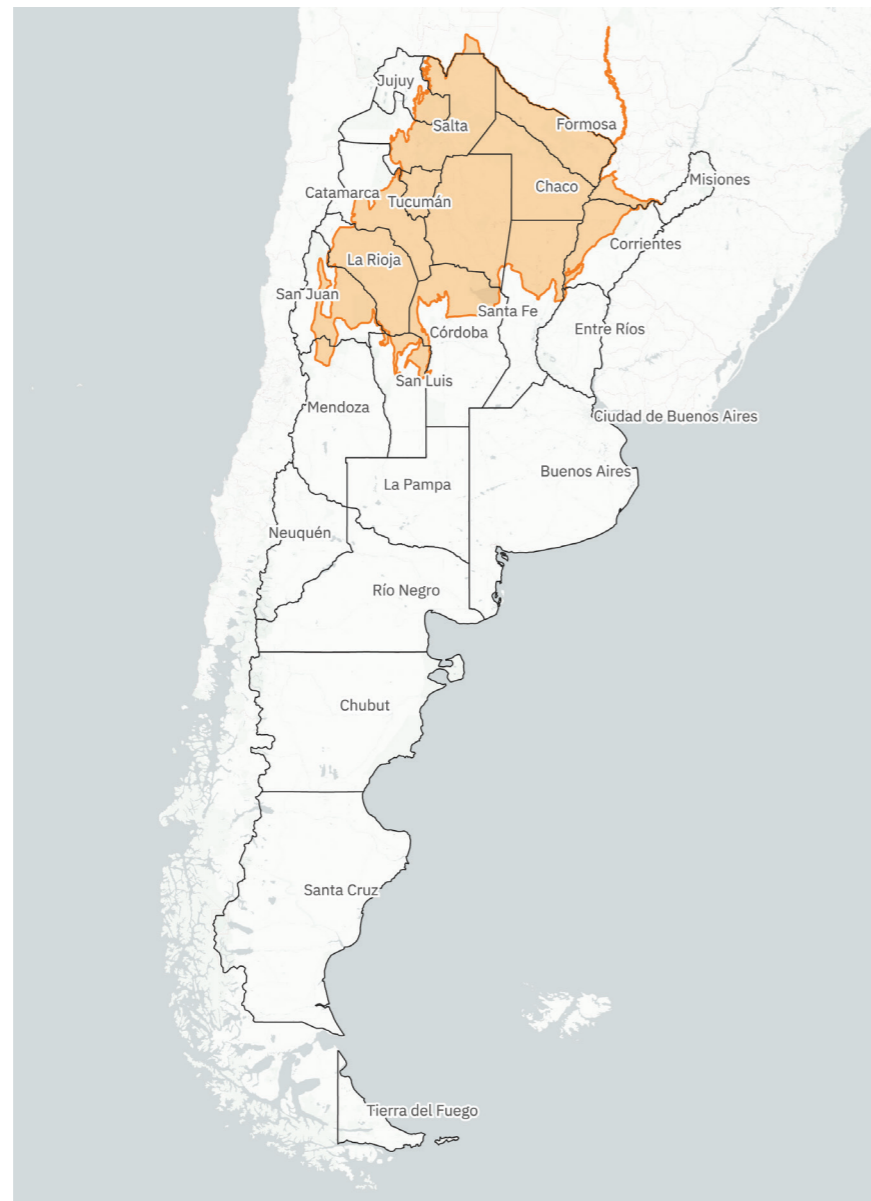 Jujuy
Salta
Formosa
Misiones
Chaco
Catamarca
Tucumán
Corrientes
La Rioja
San Juan
Santa Fe
Entre Ríos
Córdoba
San Luis
Mendoza
Ciudad de Buenos Aires
Buenos Aires
La Pampa
Neuquén
Río Negro
Chubut
Santa Cruz
Tierra del Fuego